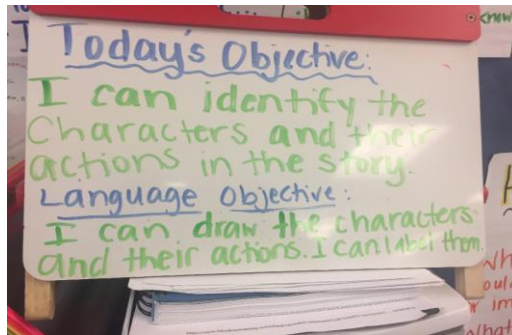 Today's Objective:
I can identify the
Characters and their
actions in the story.
Language Objective:
I can draw the characters
and their actions. I can label them.
know